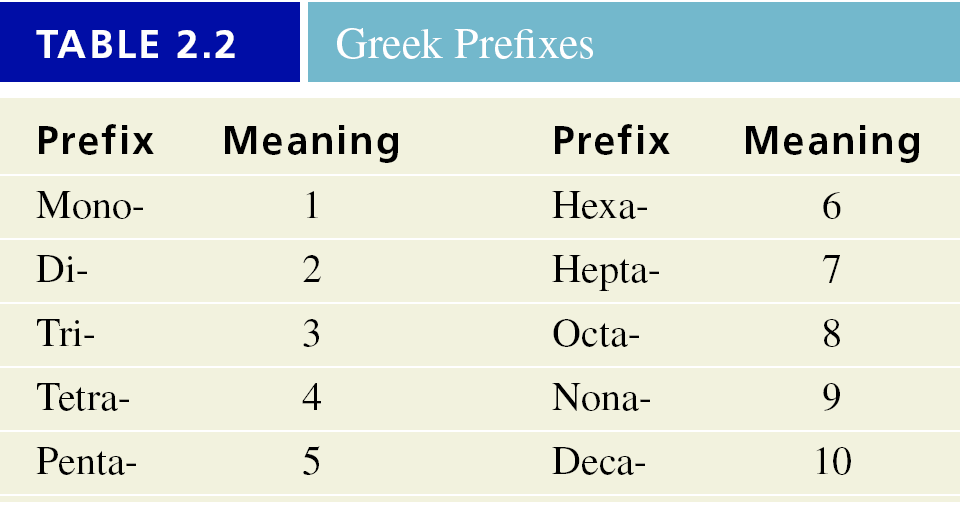 TABLE 2.2 Greek Prefixes
Prefix Meaning Prefix Meaning
Mono- 1 Hexa- 6
Di- 2 Hepta- 7
Tri- 3 Octa- 8
Tetra- 4 Nona- 9
Penta- 5 Deca- 10